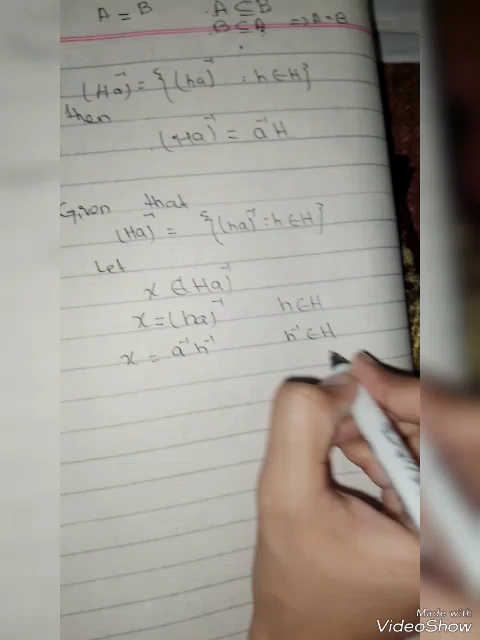 A = B A ⊆ B
B ⊆ A ⇒ A = B
(Ha)⁻¹ = {(ha)⁻¹ : h ∈ H}
then
(Ha)⁻¹ = a⁻¹H
Given that
(Ha)⁻¹ = {(ha)⁻¹ : h ∈ H}
Let
x ∈ (Ha)⁻¹
x = (ha)⁻¹ h ∈ H
x = a⁻¹h⁻¹ h⁻¹ ∈ H
Made with
VideoShow